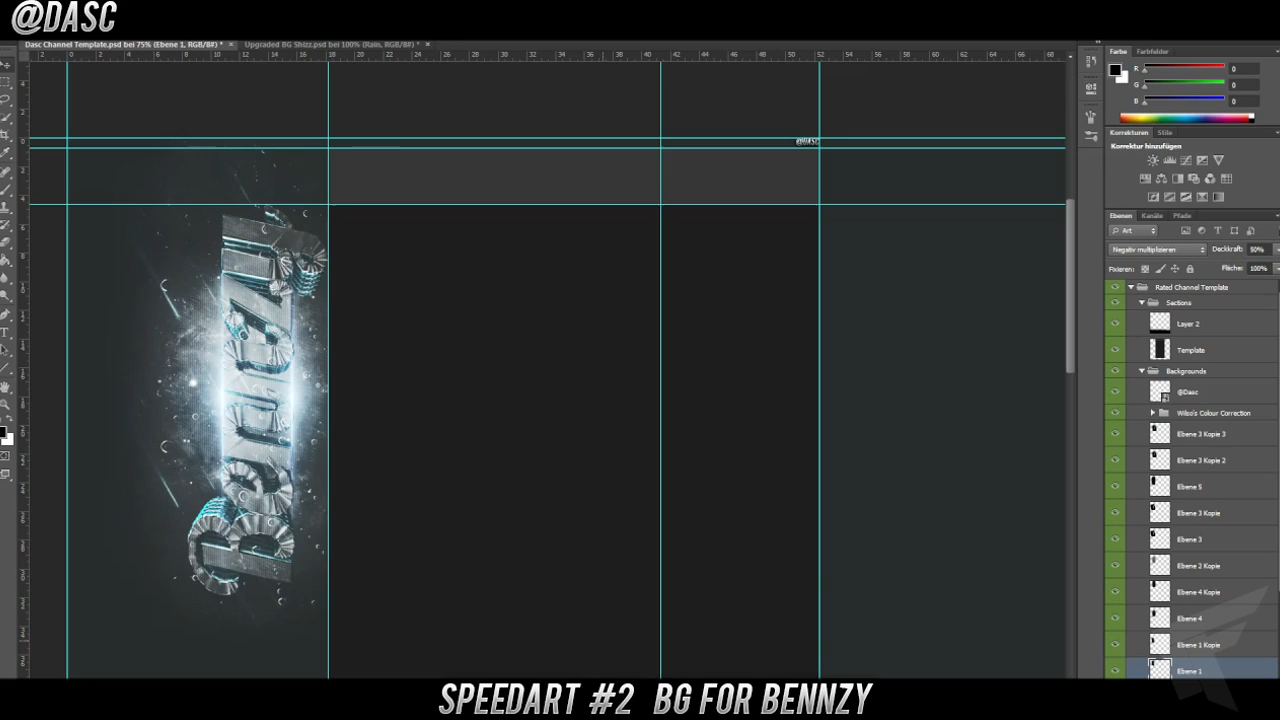 @DASC
Dasc Channel Template.psd bei 75% (Ebene 1, RGB/8#) * ×
Upgraded BG Shizz.psd bei 100% (Rain, RGB/8#) * ×
Farbe Farbfelder
R 0
G 0
B 0
Korrekturen Stile
Korrektur hinzufügen
Ebenen Kanäle Pfade
Art
Negativ multiplizieren Deckkraft: 50%
Fixieren: Fläche: 100%
Rated Channel Template
Sections
Layer 2
Template
Backgrounds
@Dasc
Wilso's Colour Correction
Ebene 3 Kopie 3
Ebene 3 Kopie 2
Ebene 5
Ebene 3 Kopie
Ebene 3
Ebene 2 Kopie
Ebene 4 Kopie
Ebene 4
Ebene 1 Kopie
Ebene 1
@DASC
Bennzy
SPEEDART #2 BG FOR BENNZY